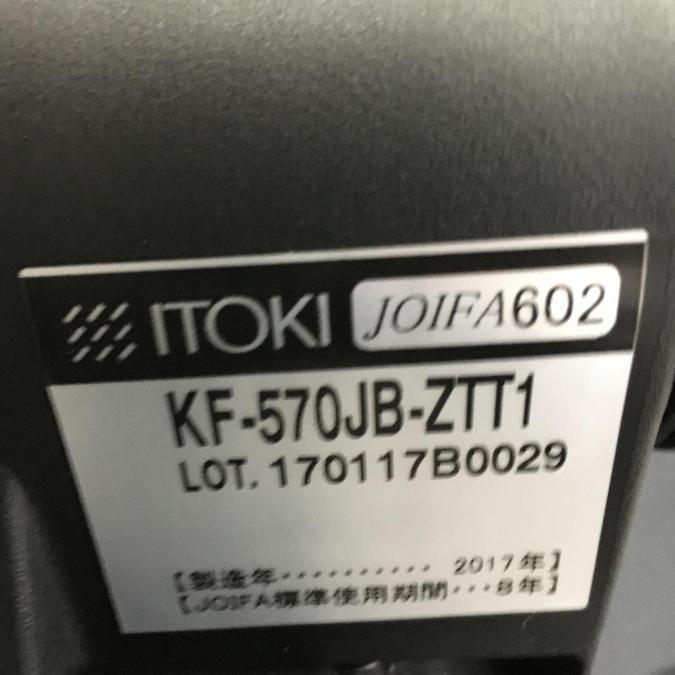 ITOKI JOIFA602
KF-570JB-ZTT1
LOT. 170117B0029
【製造年・・・・・・・・・・ 2017年】
【JOIFA標準使用期間・・・8年】